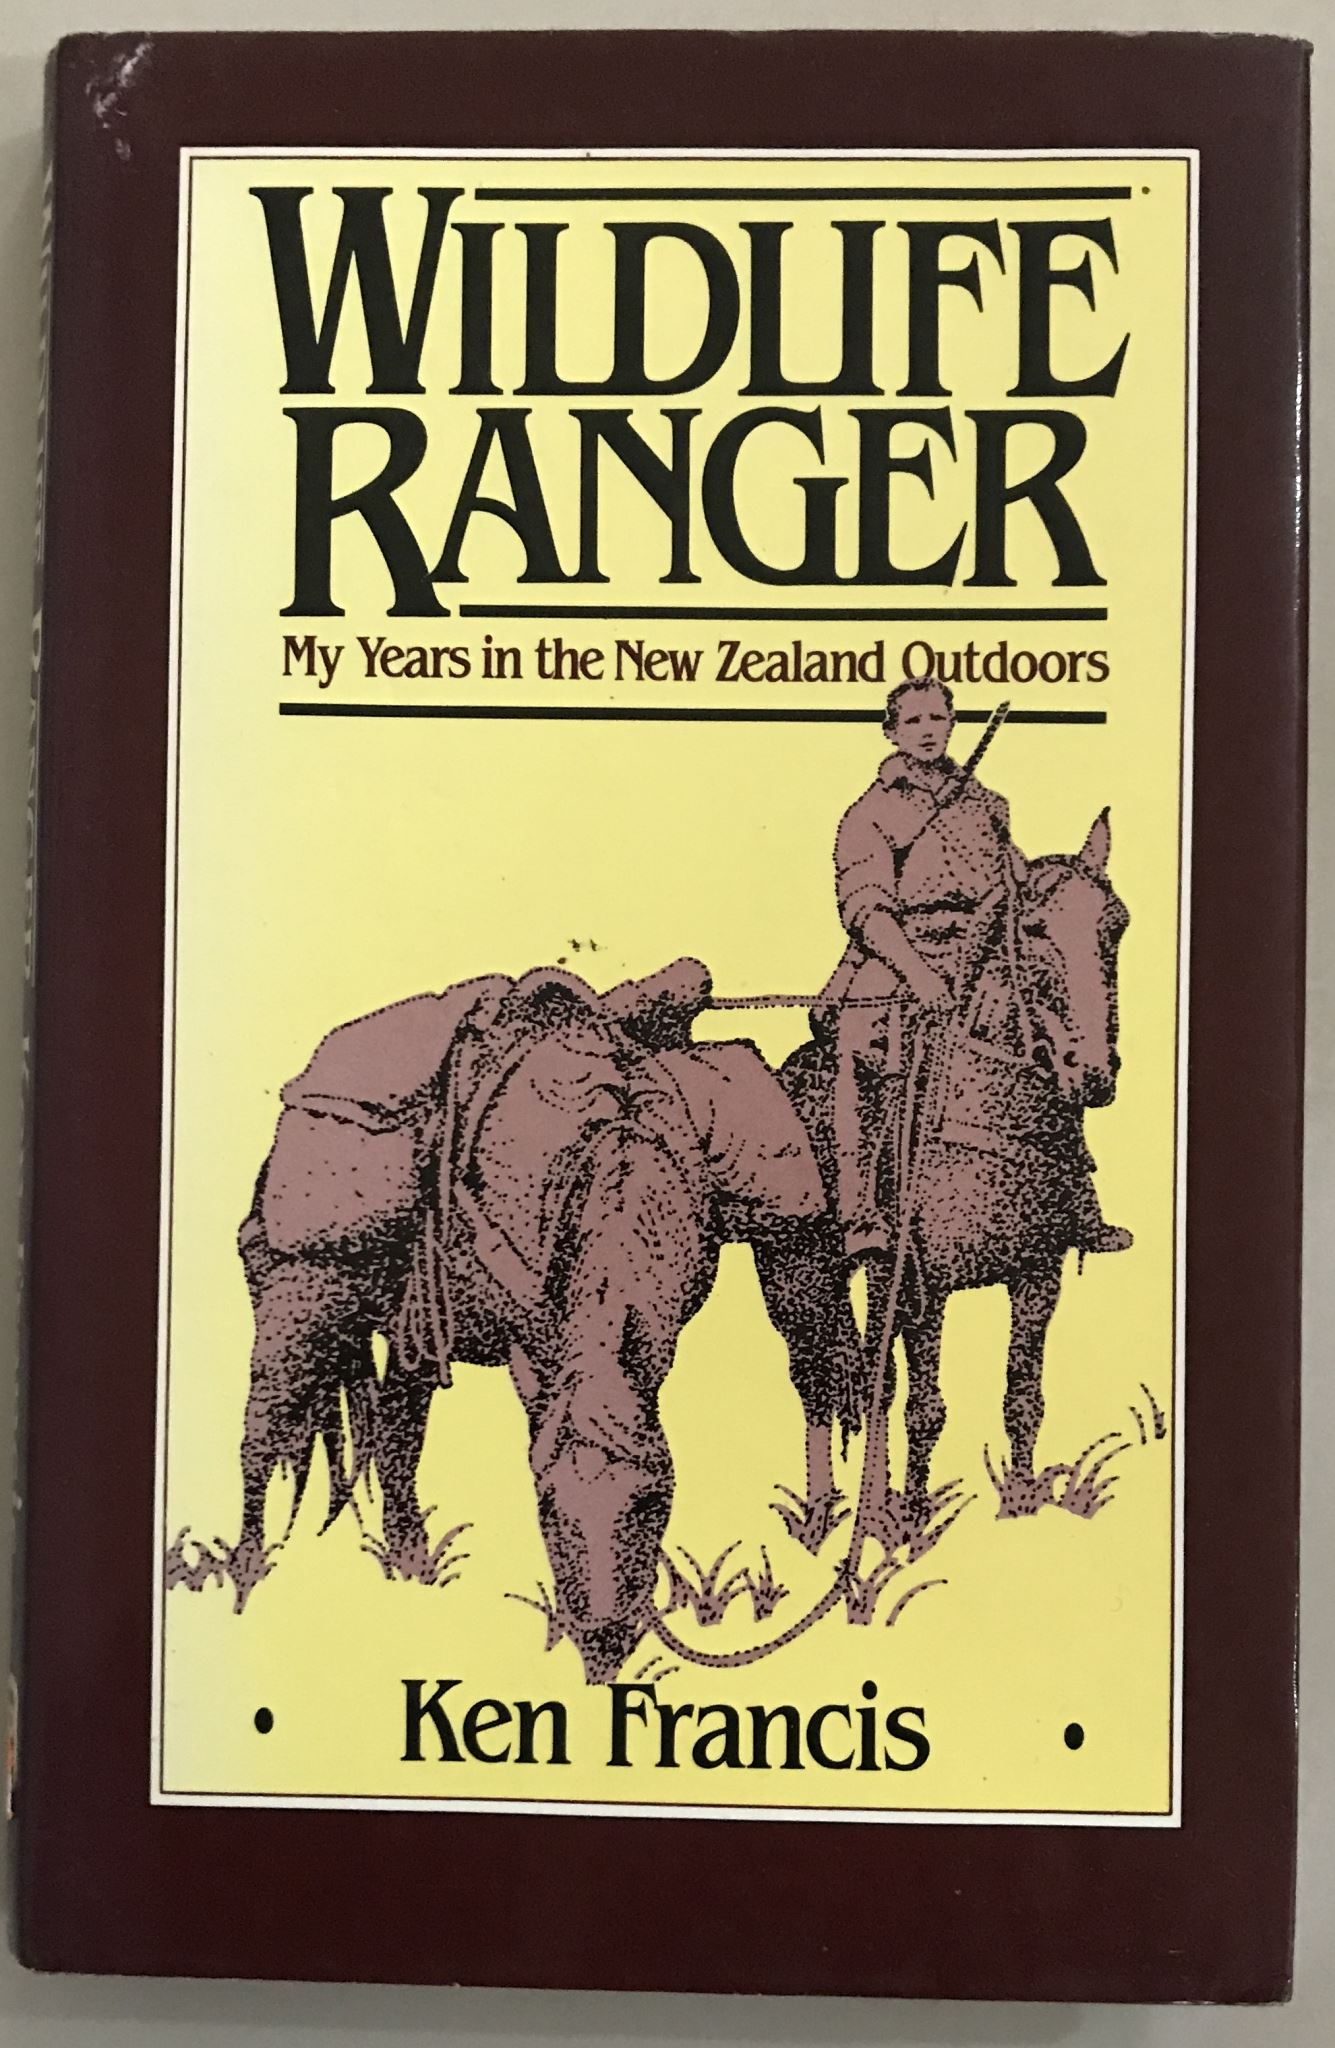 WILDLIFE
RANGER
My Years in the New Zealand Outdoors
• Ken Francis •